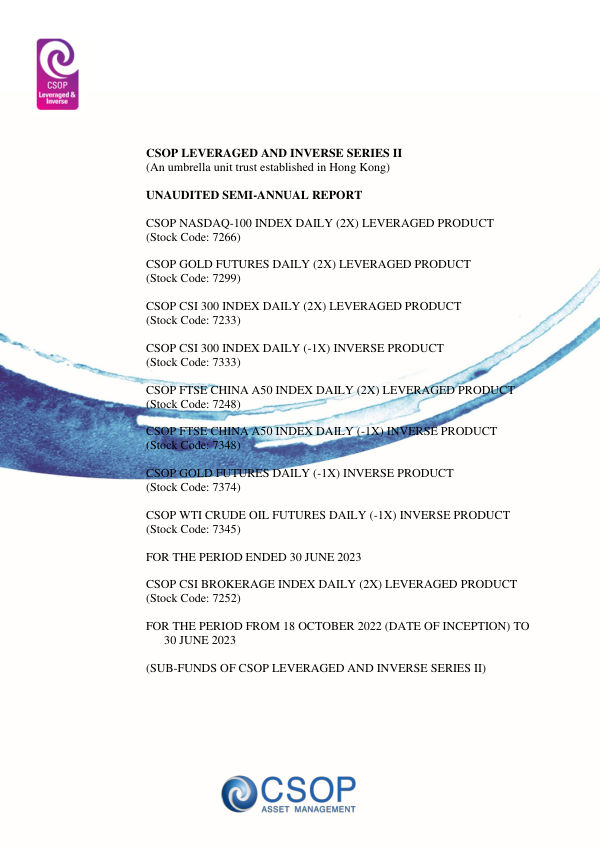 CSOP
Leveraged &
Inverse
CSOP LEVERAGED AND INVERSE SERIES II
(An umbrella unit trust established in Hong Kong)
UNAUDITED SEMI-ANNUAL REPORT
CSOP NASDAQ-100 INDEX DAILY (2X) LEVERAGED PRODUCT
(Stock Code: 7266)
CSOP GOLD FUTURES DAILY (2X) LEVERAGED PRODUCT
(Stock Code: 7299)
CSOP CSI 300 INDEX DAILY (2X) LEVERAGED PRODUCT
(Stock Code: 7233)
CSOP CSI 300 INDEX DAILY (-1X) INVERSE PRODUCT
(Stock Code: 7333)
CSOP FTSE CHINA A50 INDEX DAILY (2X) LEVERAGED PRODUCT
(Stock Code: 7248)
CSOP FTSE CHINA A50 INDEX DAILY (-1X) INVERSE PRODUCT
(Stock Code: 7348)
CSOP GOLD FUTURES DAILY (-1X) INVERSE PRODUCT
(Stock Code: 7374)
CSOP WTI CRUDE OIL FUTURES DAILY (-1X) INVERSE PRODUCT
(Stock Code: 7345)
FOR THE PERIOD ENDED 30 JUNE 2023
CSOP CSI BROKERAGE INDEX DAILY (2X) LEVERAGED PRODUCT
(Stock Code: 7252)
FOR THE PERIOD FROM 18 OCTOBER 2022 (DATE OF INCEPTION) TO
30 JUNE 2023
(SUB-FUNDS OF CSOP LEVERAGED AND INVERSE SERIES II)
CSOP
ASSET MANAGEMENT